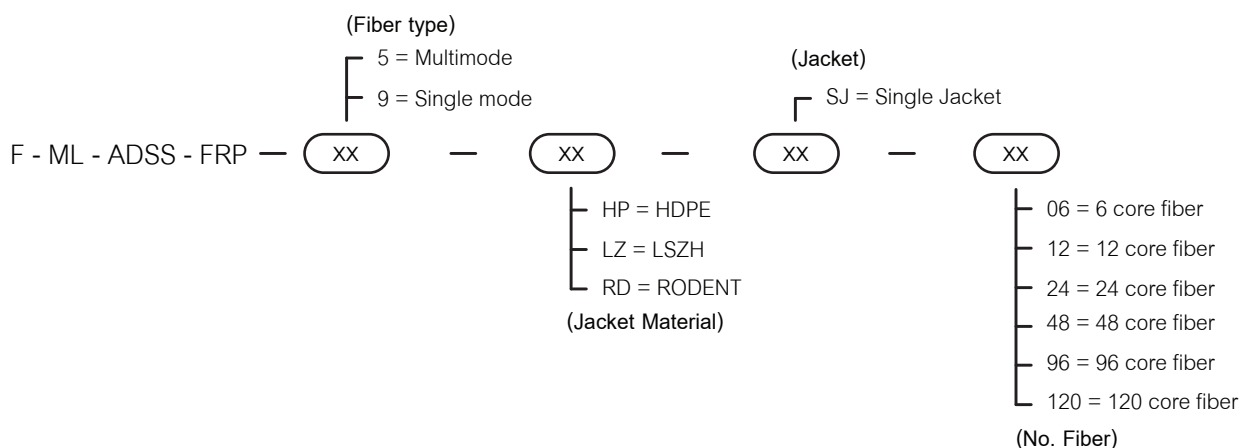 (Fiber type)
5 = Multimode
9 = Single mode
(Jacket)
SJ = Single Jacket
F - ML - ADSS - FRP — XX — XX — XX — XX
HP = HDPE
LZ = LSZH
RD = RODENT
(Jacket Material)
06 = 6 core fiber
12 = 12 core fiber
24 = 24 core fiber
48 = 48 core fiber
96 = 96 core fiber
120 = 120 core fiber
(No. Fiber)